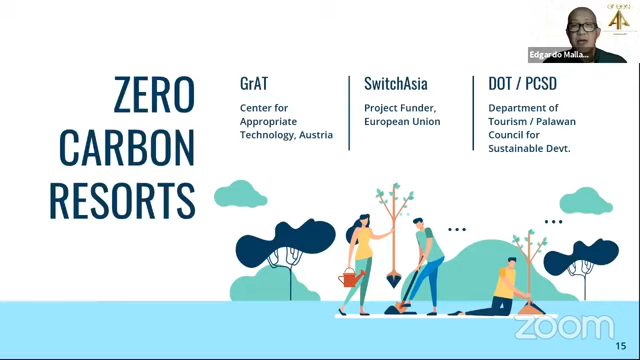 Edgardo Malla...
ZERO
CARBON
RESORTS
GrAT
Center for
Appropriate
Technology, Austria
SwitchAsia
Project Funder,
European Union
DOT / PCSD
Department of
Tourism / Palawan
Council for
Sustainable Devt.
zoom
15